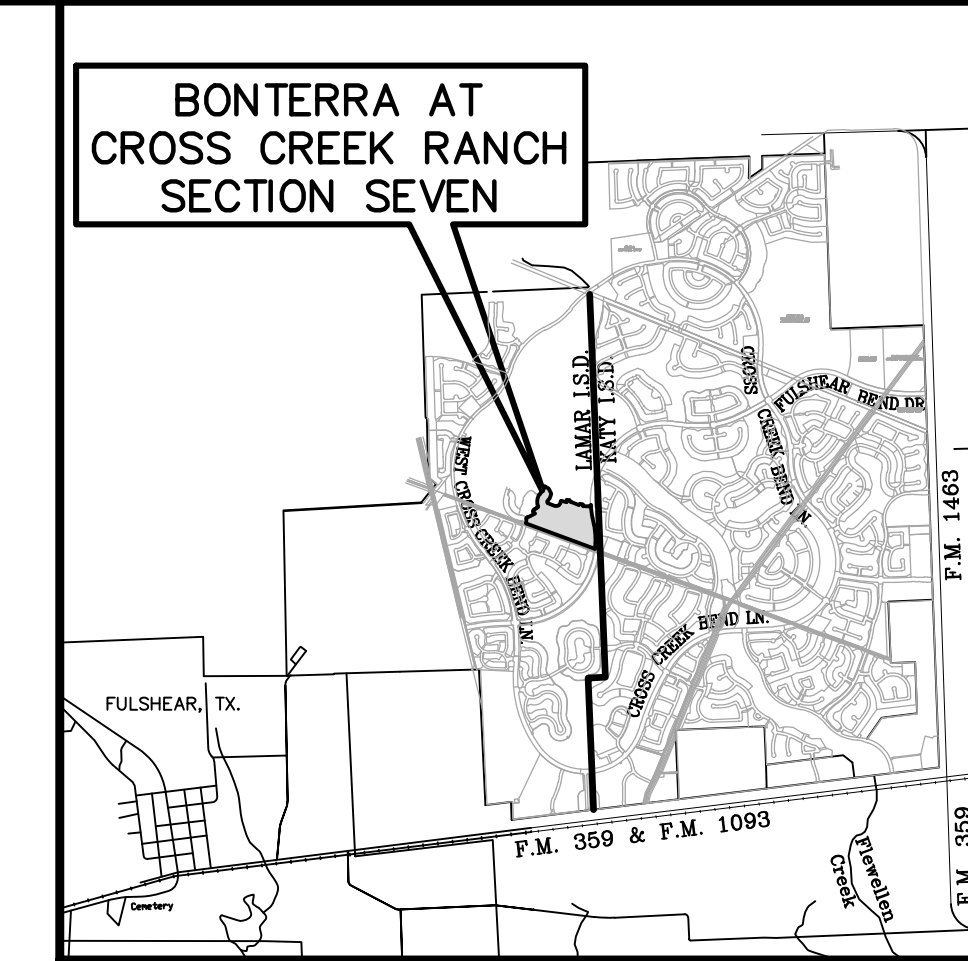 BONTERRA AT
CROSS CREEK RANCH
SECTION SEVEN
LAMAR I.S.D.
KATY I.S.D.
CROSS
CREEK BEND LN.
FULSHEAR BEND DR
WEST CROSS CREEK BEND LN.
F.M. 1463
CROSS CREEK BEND LN.
FULSHEAR, TX.
F.M. 359 & F.M. 1093
F.M. 359
Flewellen
Creek
Cemetery